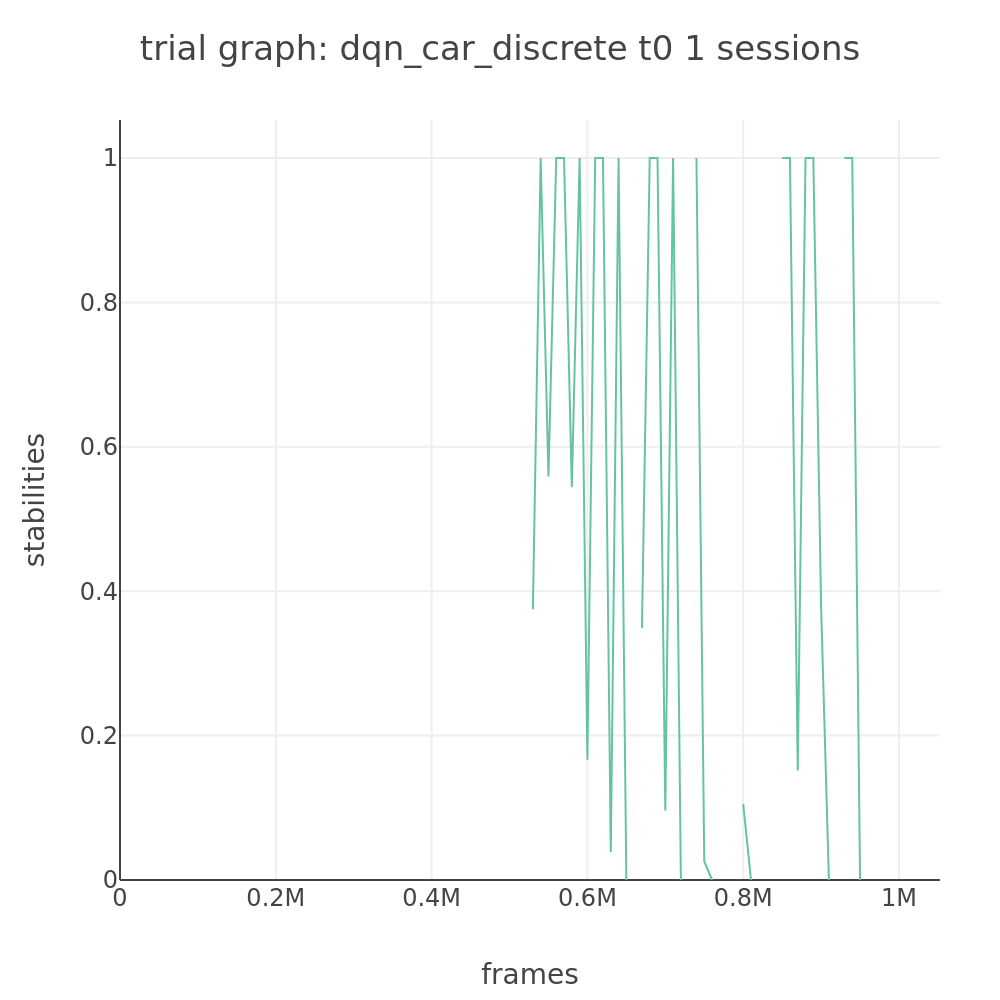 trial graph: dqn_car_discrete t0 1 sessions
1
0.8
0.6
0.4
0.2
0
stabilities
0
0.2M
0.4M
0.6M
0.8M
1M
frames